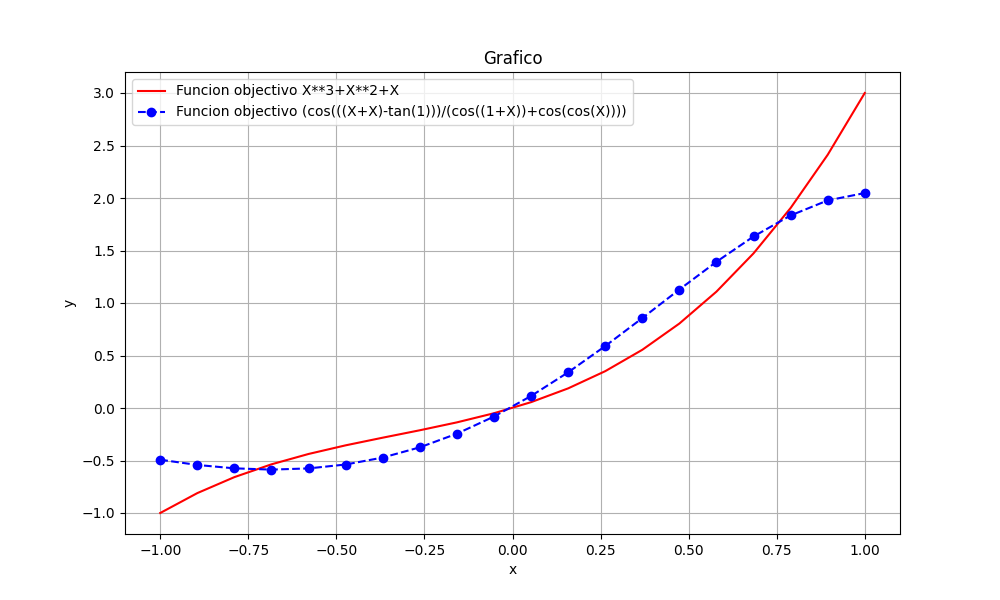 Grafico
Funcion objectivo X**3+X**2+X
Funcion objectivo (cos(((X+X)-tan(1)))/(cos((1+X))+cos(cos(X))))
3.0
2.5
2.0
1.5
1.0
0.5
0.0
−0.5
−1.0
y
−1.00 −0.75 −0.50 −0.25 0.00 0.25 0.50 0.75 1.00
x